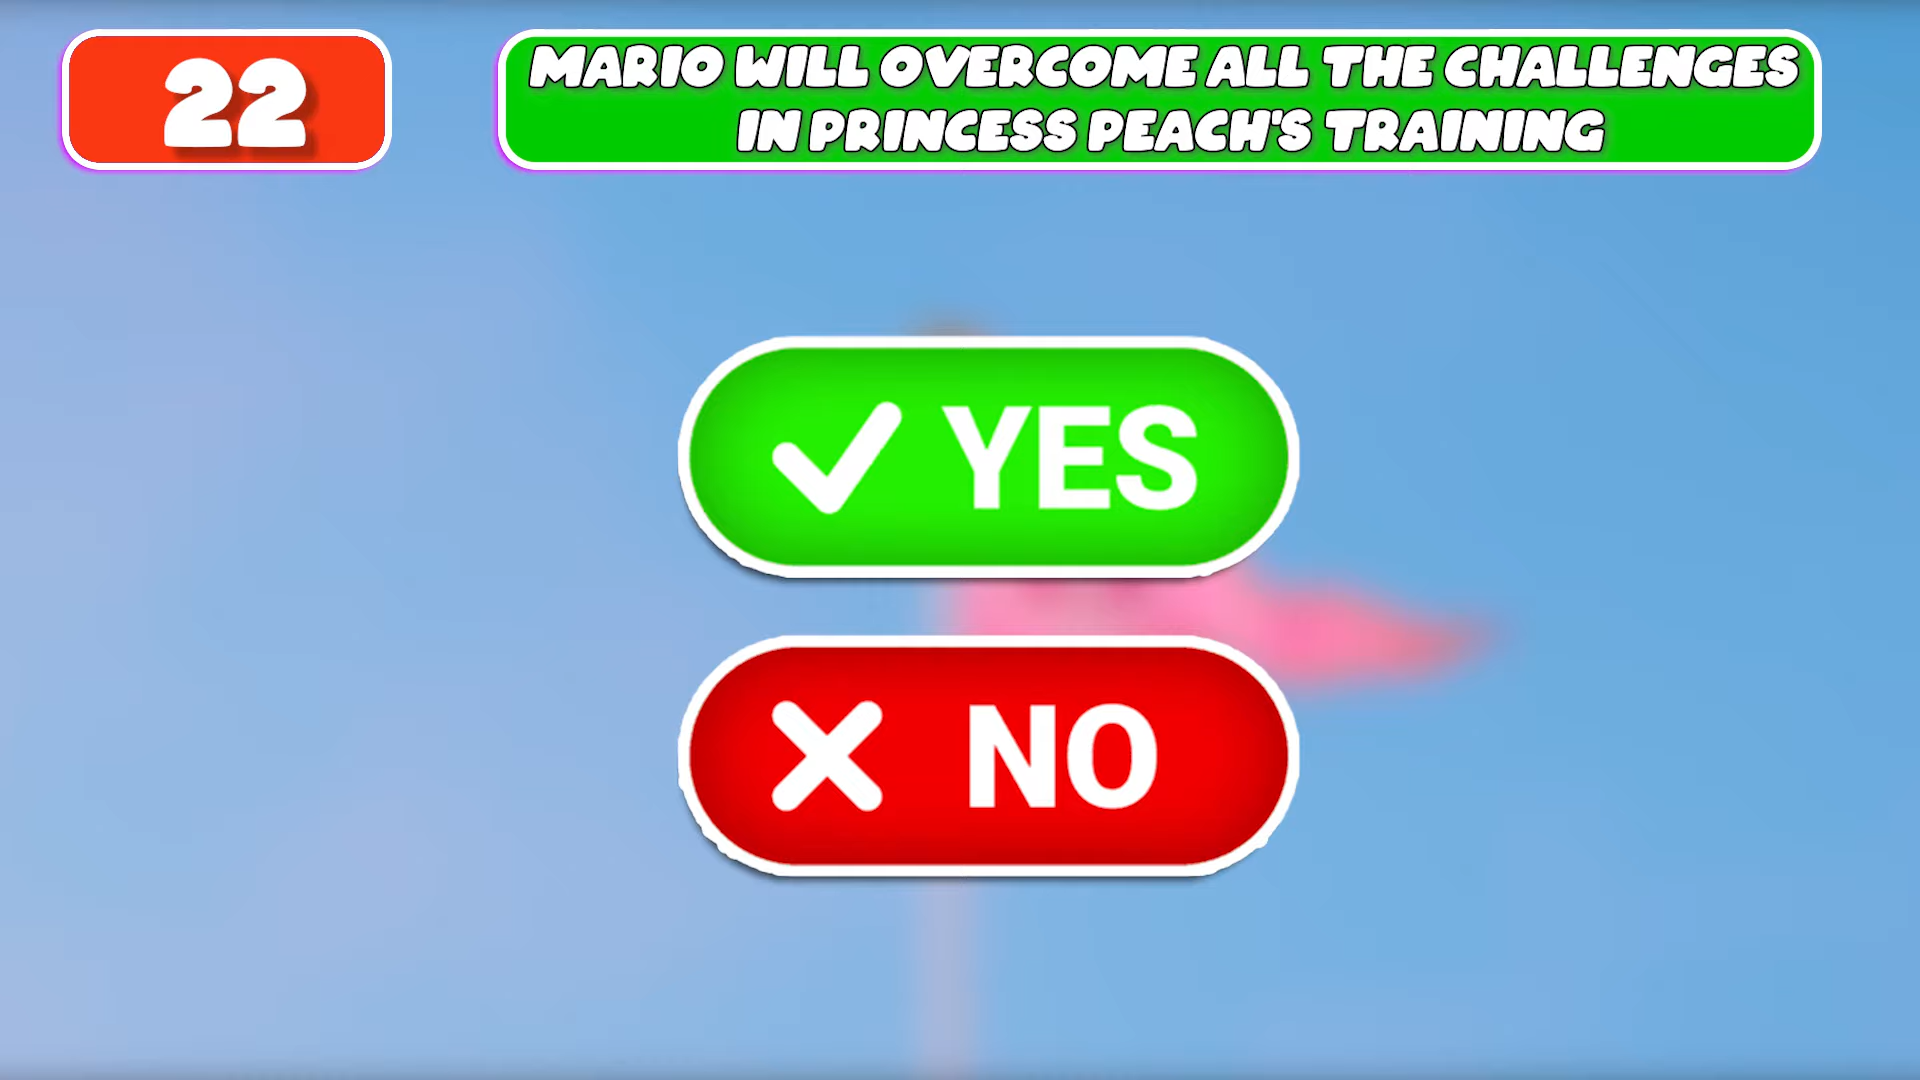 22
MARIO WILL OVERCOME ALL THE CHALLENGES
IN PRINCESS PEACH'S TRAINING
YES
NO